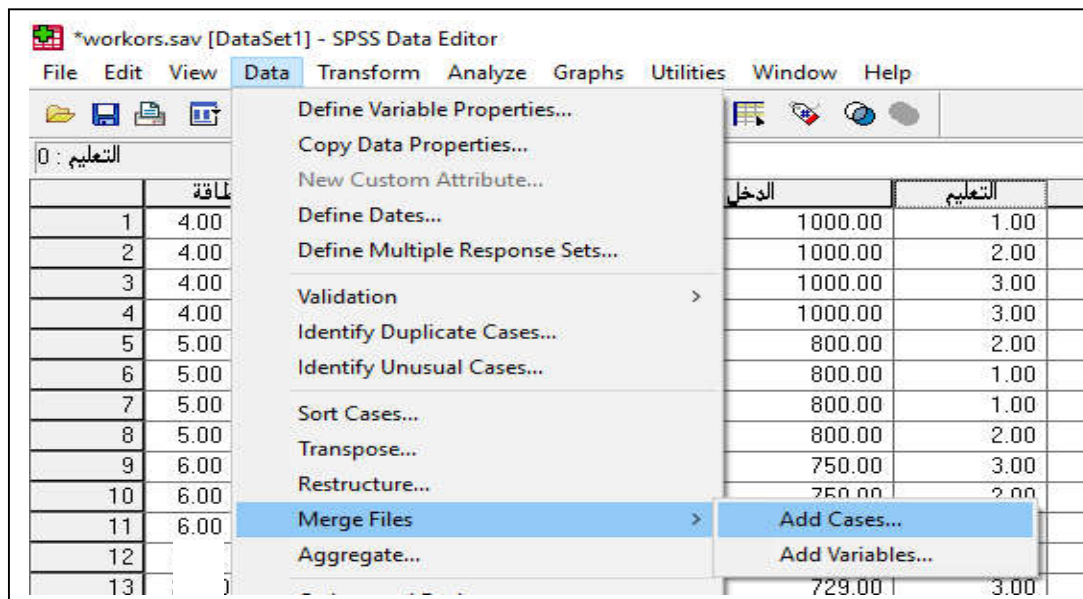 *workors.sav [DataSet1] - SPSS Data Editor
File Edit View Data Transform Analyze Graphs Utilities Window Help
0 : التعليم
Define Variable Properties...
Copy Data Properties...
New Custom Attribute...
Define Dates...
Define Multiple Response Sets...
Validation >
Identify Duplicate Cases...
Identify Unusual Cases...
Sort Cases...
Transpose...
Restructure...
Merge Files >
Aggregate...
Add Cases...
Add Variables...
الدخل التعليم
1 4.00 1000.00 1.00
2 4.00 1000.00 2.00
3 4.00 1000.00 3.00
4 4.00 1000.00 3.00
5 5.00 800.00 2.00
6 5.00 800.00 1.00
7 5.00 800.00 1.00
8 5.00 800.00 2.00
9 6.00 750.00 3.00
10 6.00 750.00 2.00
11 6.00
12
13 729.00 3.00